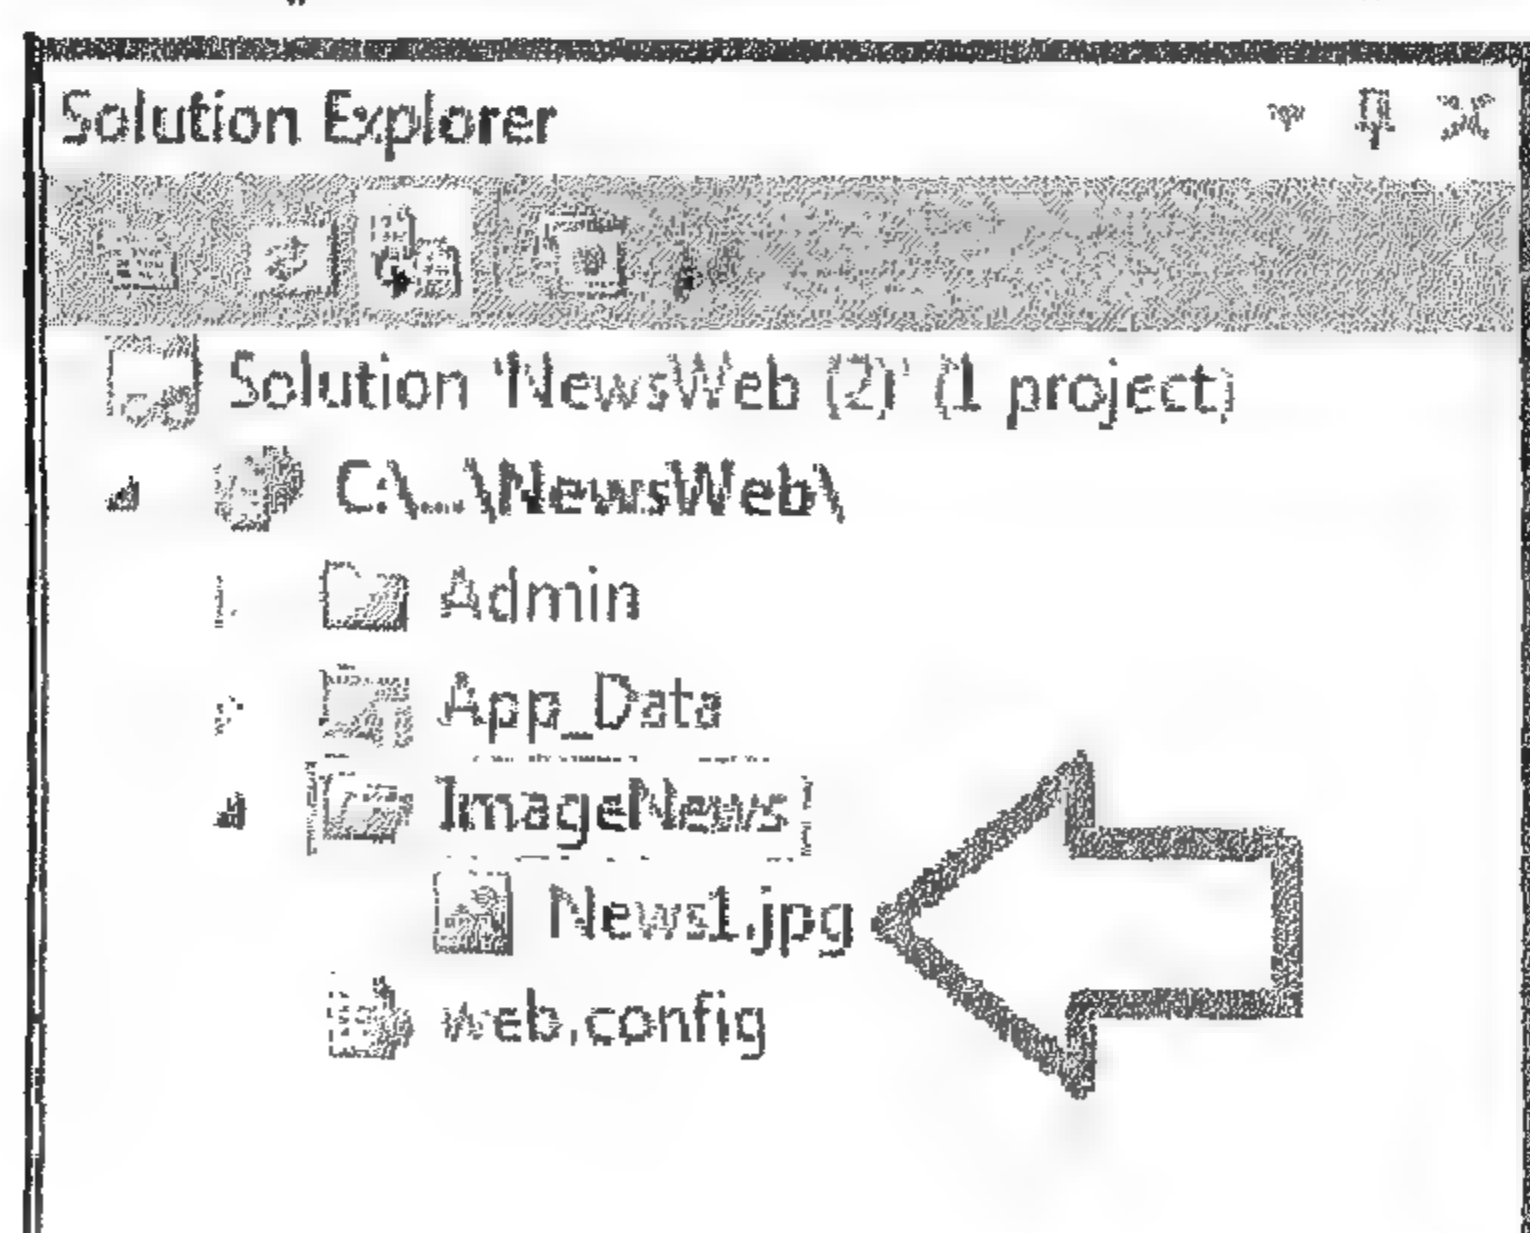 Solution Explorer
Solution 'NewsWeb (2)' (1 project)
C:\...\NewsWeb\
Admin
App_Data
ImageNews
News1.jpg
web.config